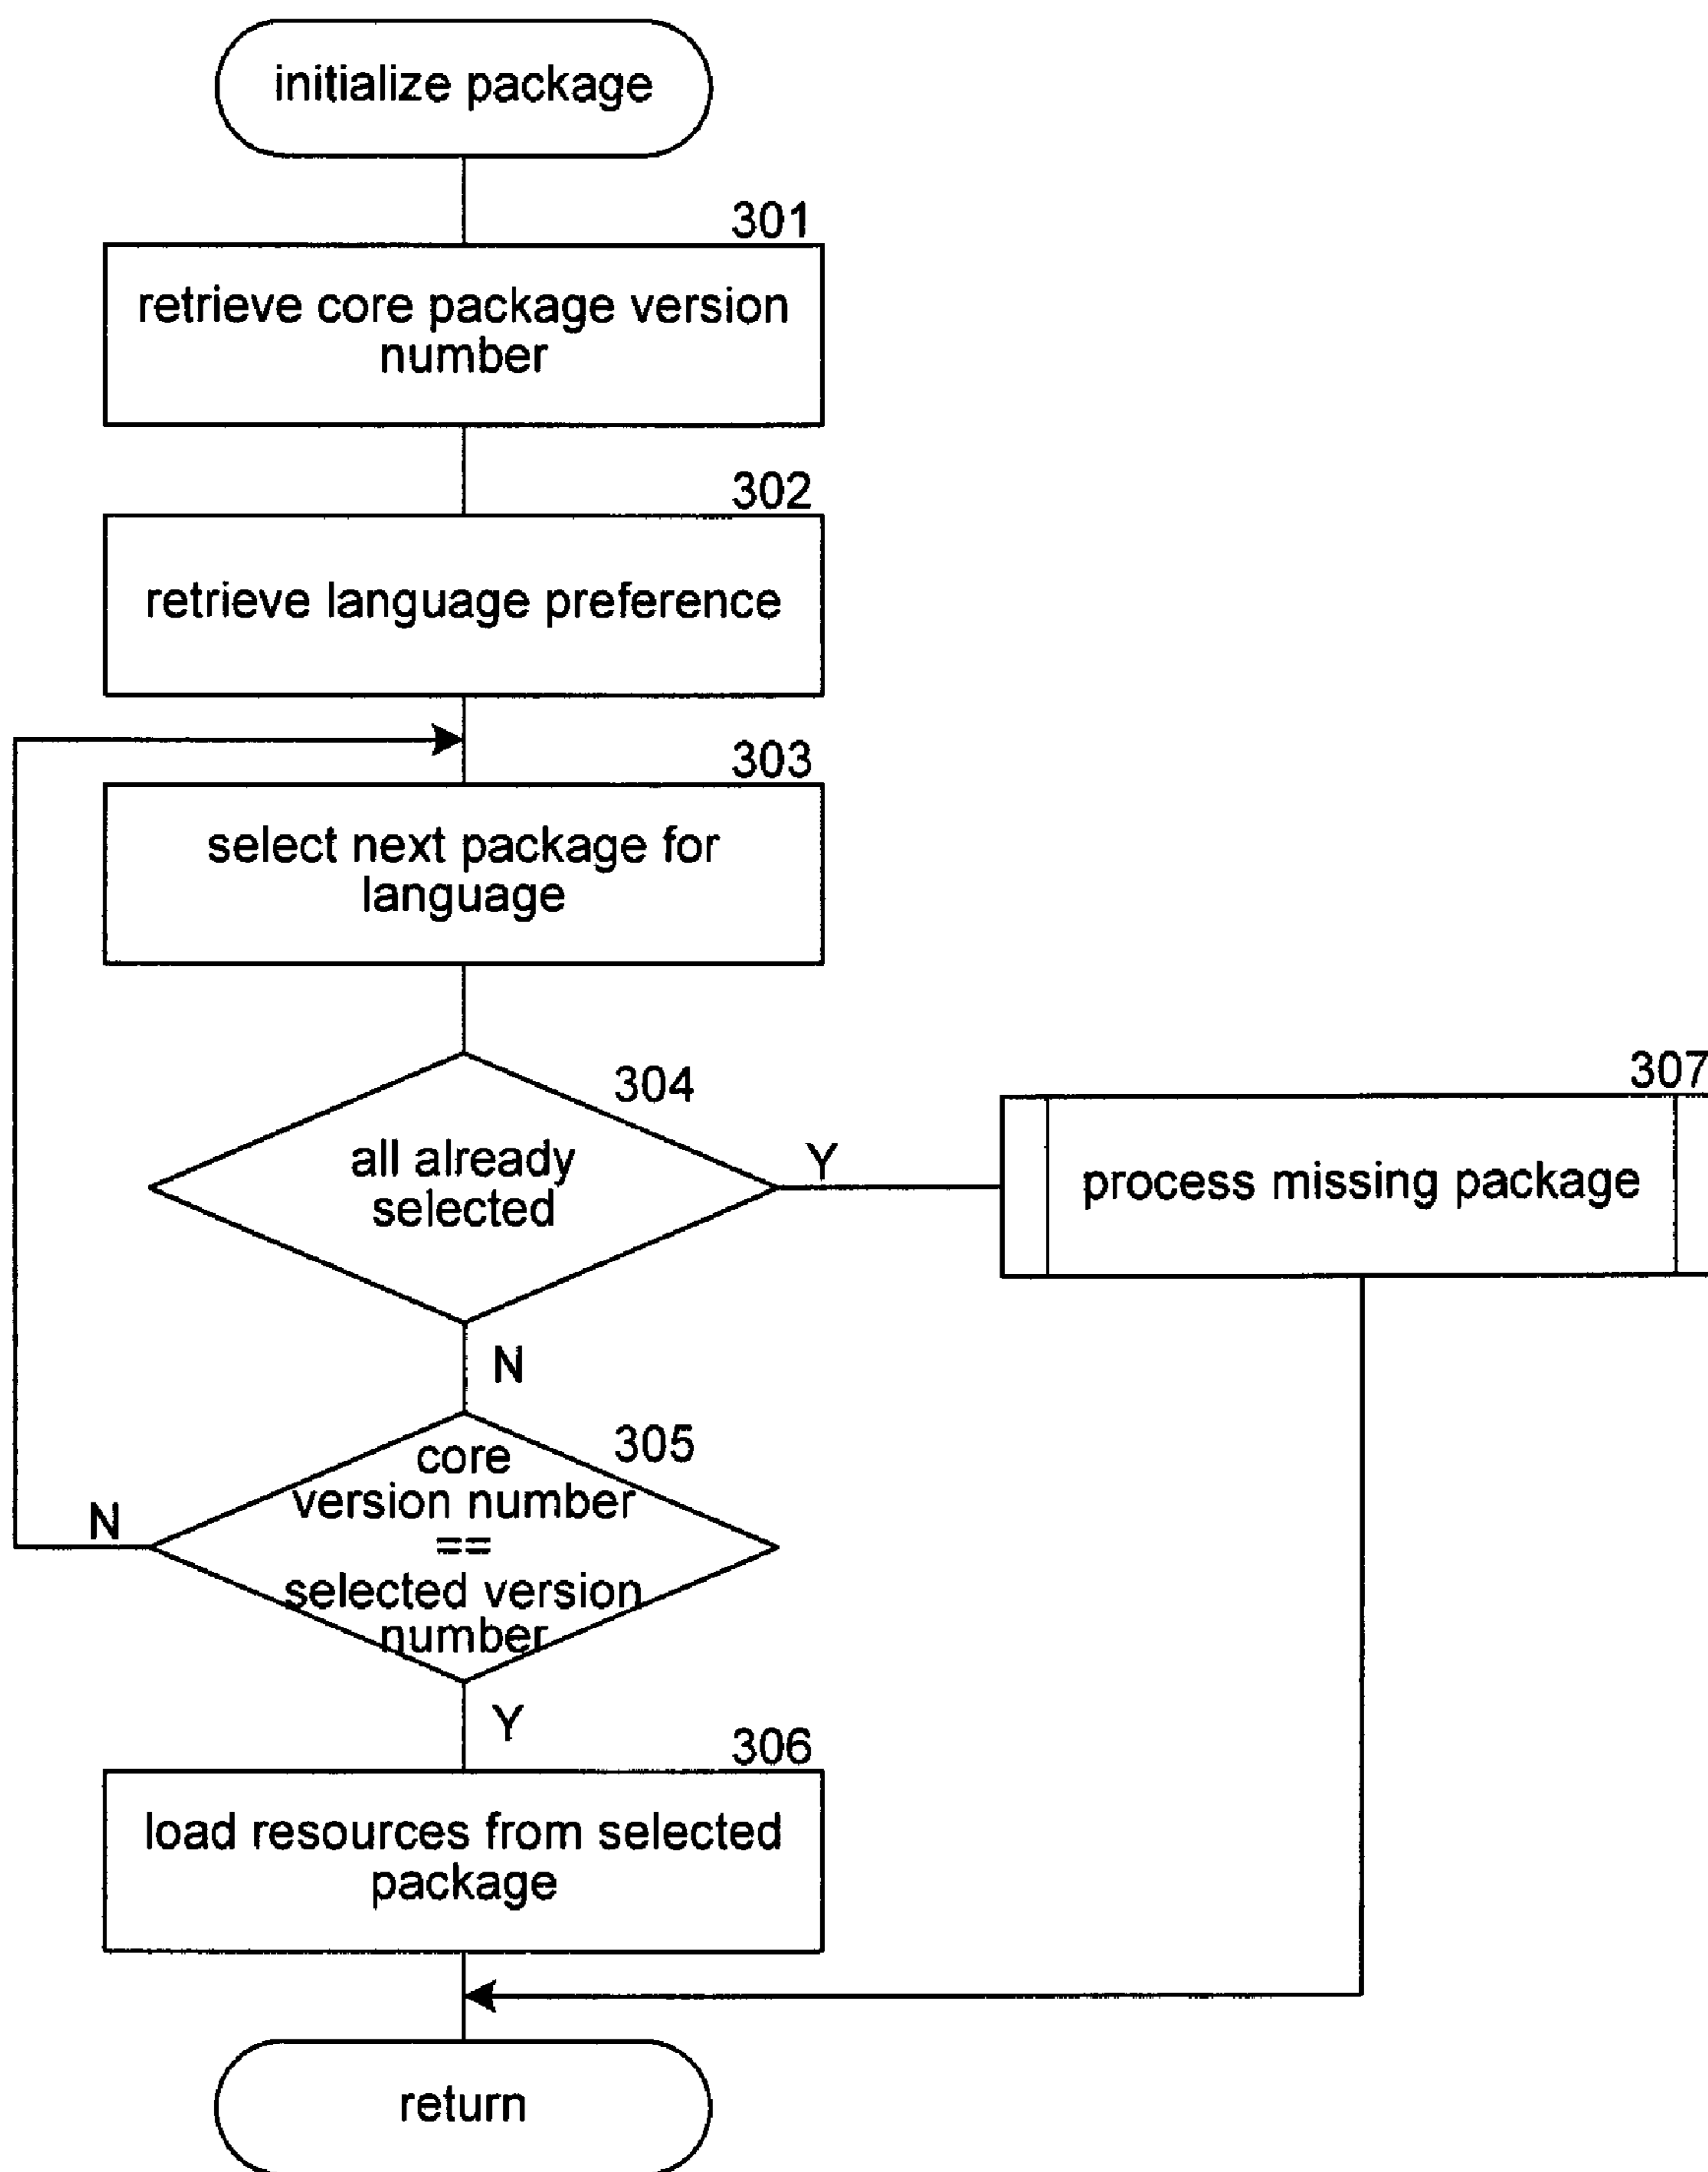 initialize package
301
retrieve core package version
number
302
retrieve language preference
303
select next package for
language
304
all already
selected
Y
307
process missing package
N
305
core
version number
==
selected version
number
N
Y
306
load resources from selected
package
return